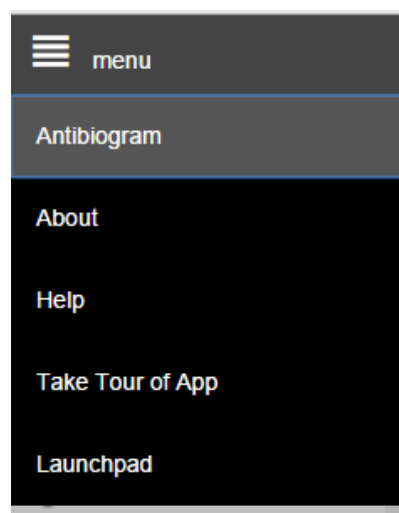 menu
Antibiogram
About
Help
Take Tour of App
Launchpad